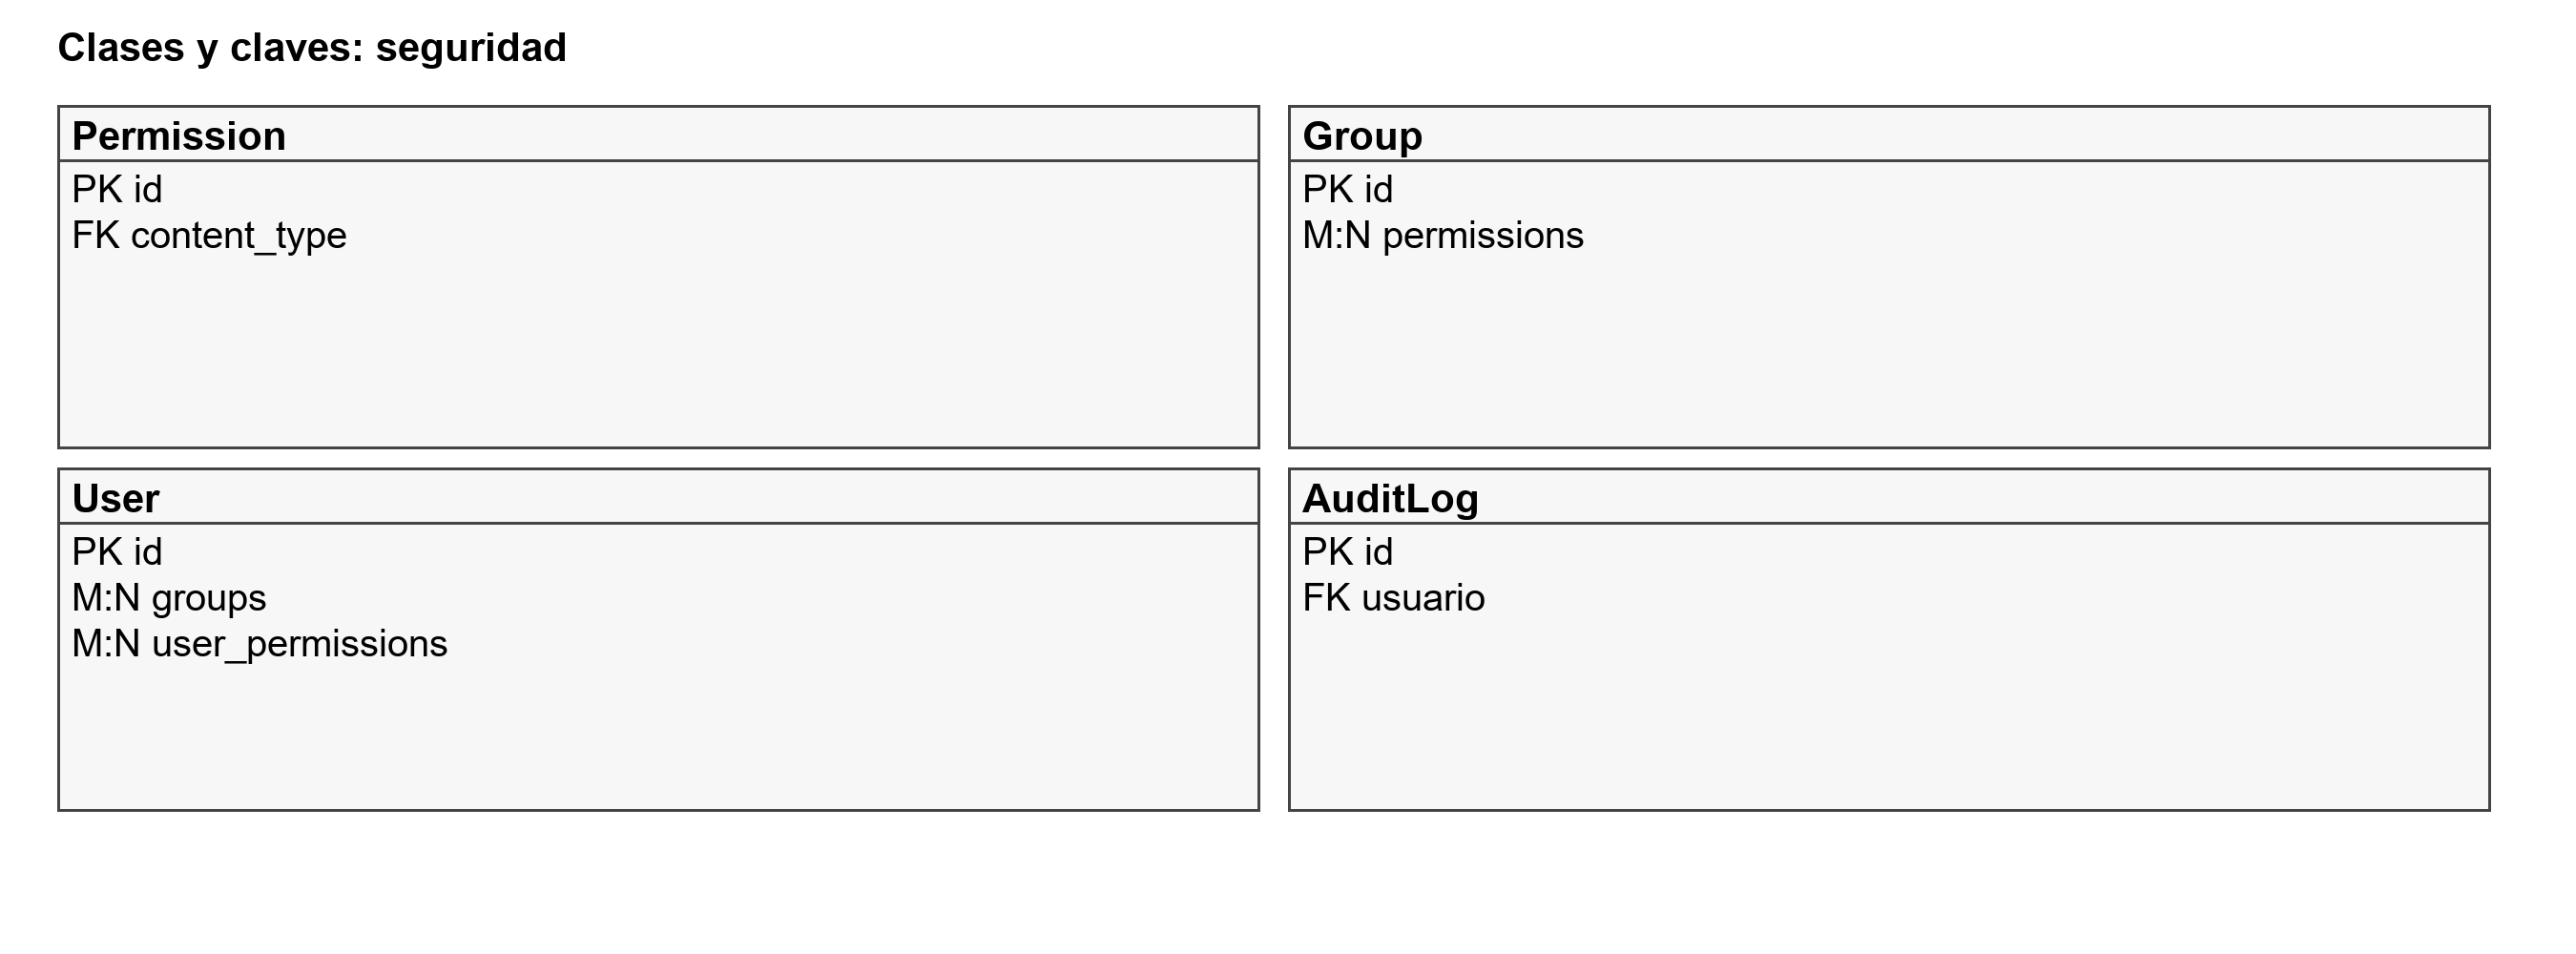 Clases y claves: seguridad
Permission
PK id
FK content_type
Group
PK id
M:N permissions
User
PK id
M:N groups
M:N user_permissions
AuditLog
PK id
FK usuario